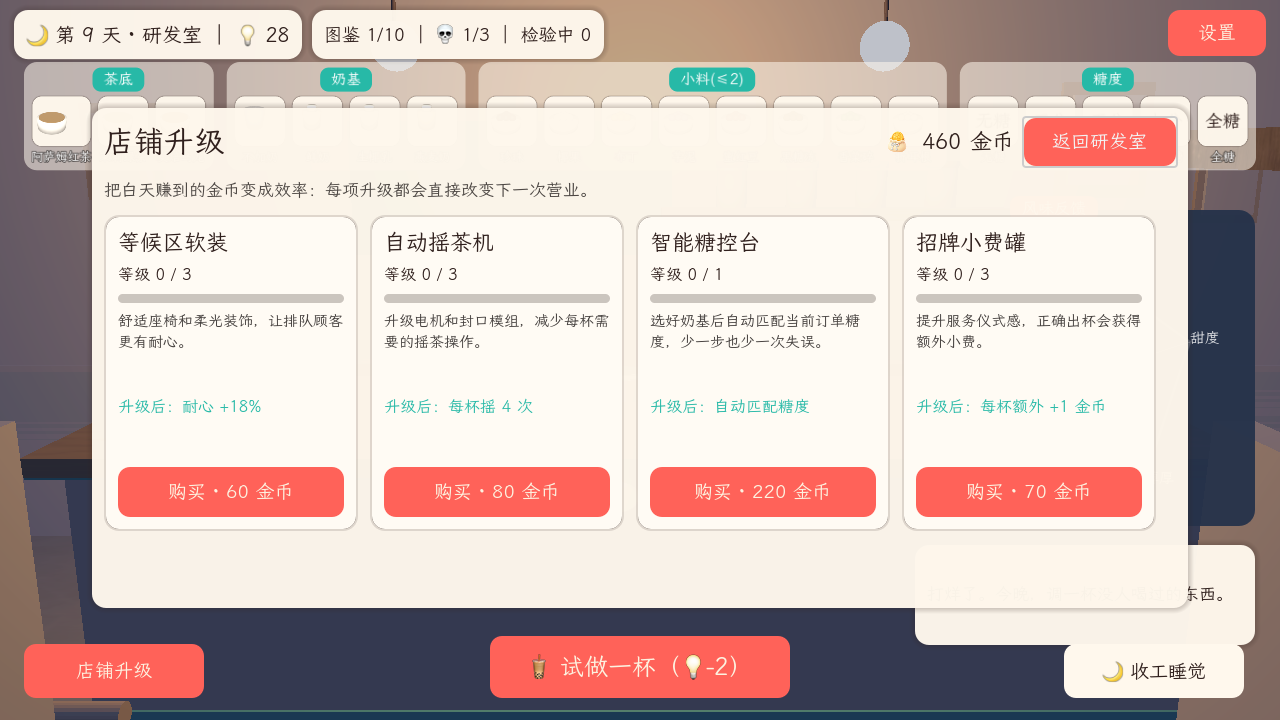 🌙 第 9 天・研发室 ｜ 💡 28
图鉴 1/10 ｜ 💀 1/3 ｜ 检验中 0
设置
茶底
奶基
小料(≤2)
糖度
全糖
阿萨姆红茶
全糖
店铺升级
460 金币
返回研发室
把白天赚到的金币变成效率：每项升级都会直接改变下一次营业。
等候区软装
等级 0 / 3
舒适座椅和柔光装饰，让排队顾客
更有耐心。
升级后：耐心 +18%
购买・60 金币
自动摇茶机
等级 0 / 3
升级电机和封口模组，减少每杯需
要的摇茶操作。
升级后：每杯摇 4 次
购买・80 金币
智能糖控台
等级 0 / 1
选好奶基后自动匹配当前订单糖
度，少一步也少一次失误。
升级后：自动匹配糖度
购买・220 金币
招牌小费罐
等级 0 / 3
提升服务仪式感，正确出杯会获得
额外小费。
升级后：每杯额外 +1 金币
购买・70 金币
甜度
东西。
店铺升级
🧋 试做一杯（💡-2）
🌙 收工睡觉